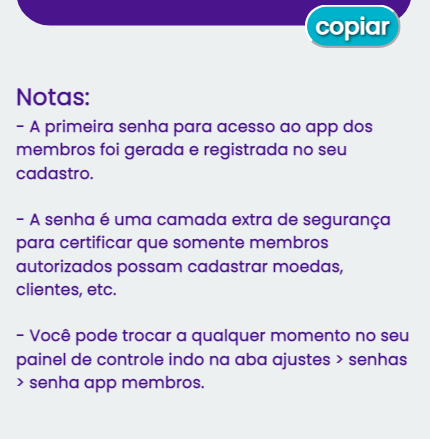 copiar
Notas:
- A primeira senha para acesso ao app dos
membros foi gerada e registrada no seu
cadastro.
- A senha é uma camada extra de segurança
para certificar que somente membros
autorizados possam cadastrar moedas,
clientes, etc.
- Você pode trocar a qualquer momento no seu
painel de controle indo na aba ajustes > senhas
> senha app membros.